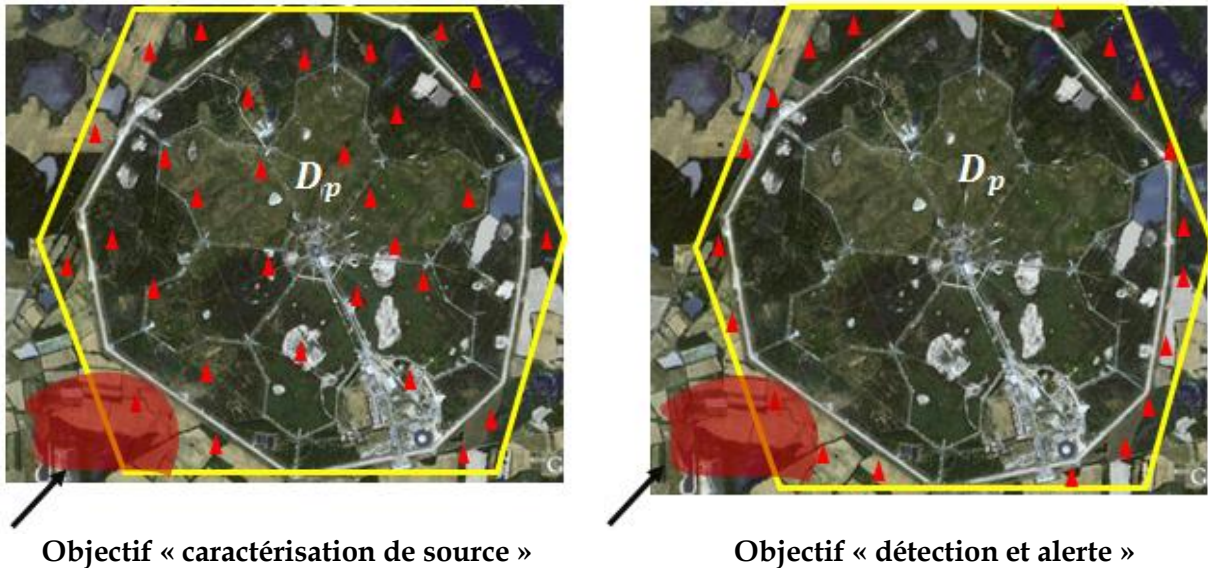 D_p
D_p
C
C
Objectif « caractérisation de source »
Objectif « détection et alerte »